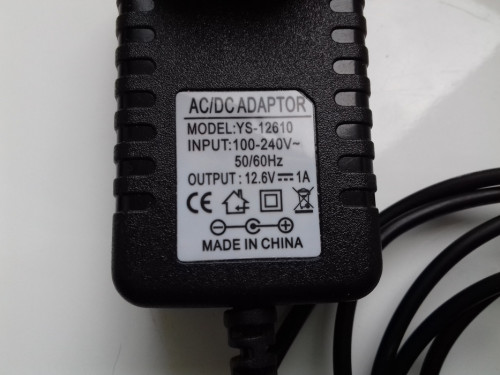 AC/DC ADAPTOR
MODEL:YS-12610
INPUT:100-240V~
50/60Hz
OUTPUT : 12.6V⎓1A
CE
MADE IN CHINA